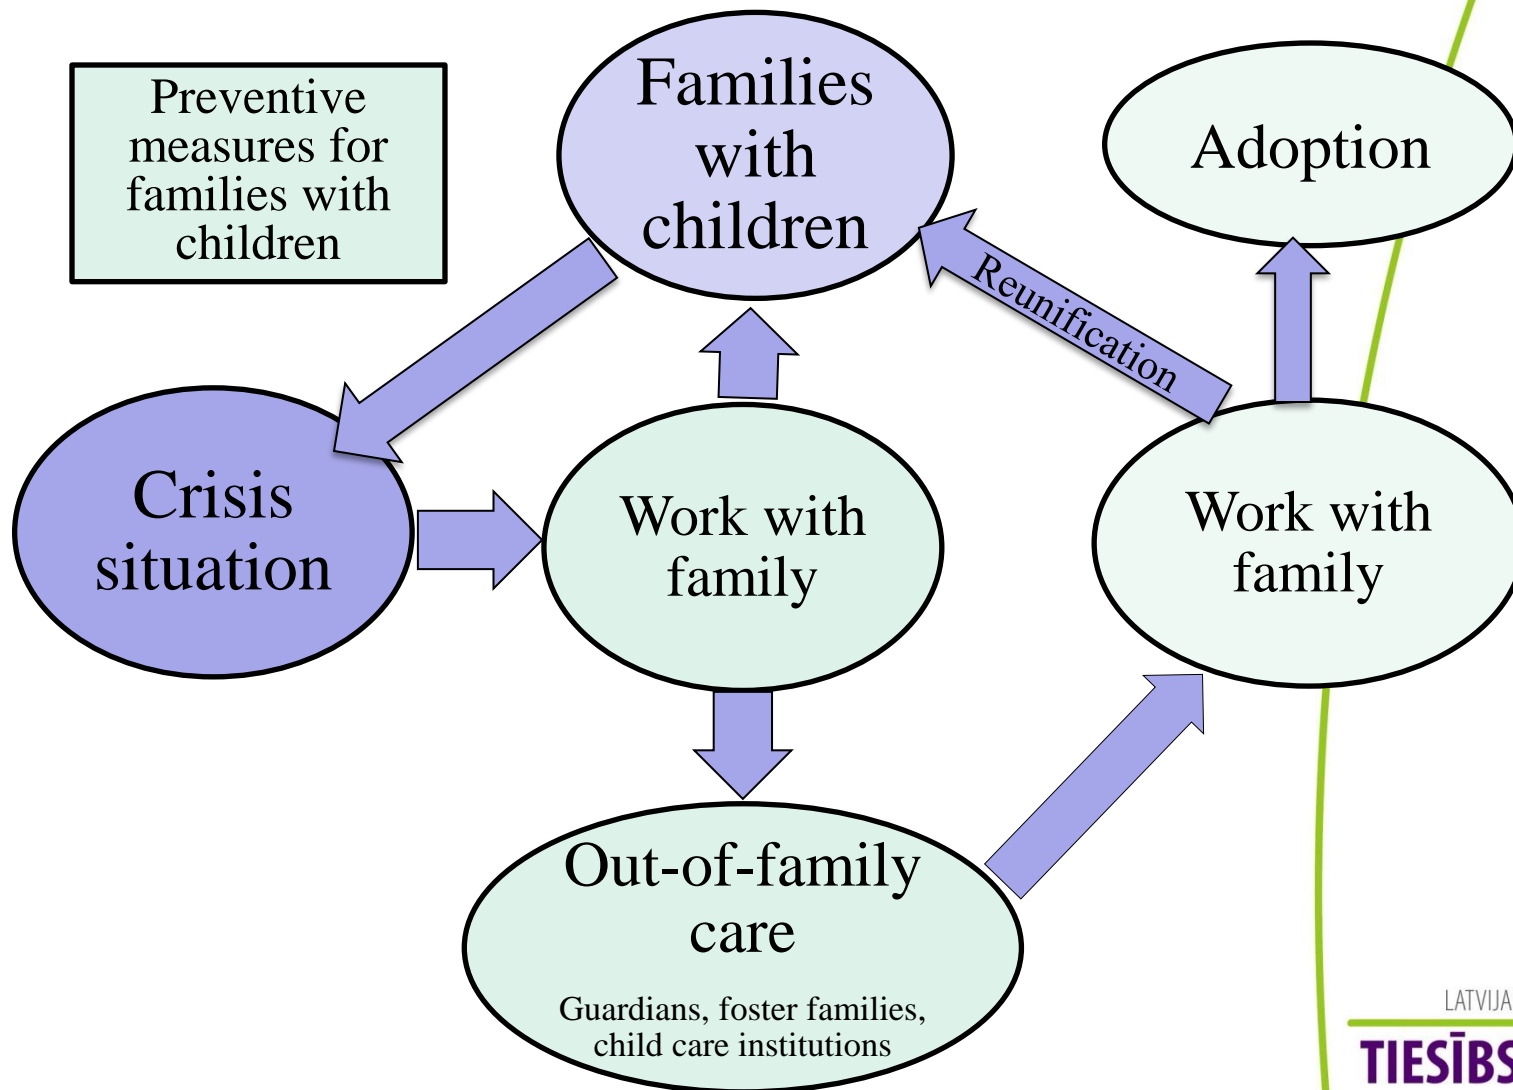 Preventive
measures for
families with
children
Families
with
children
Adoption
Reunification
Crisis
situation
Work with
family
Work with
family
Out-of-family
care
Guardians, foster families,
child care institutions
LATVIJA
TIESĪBS